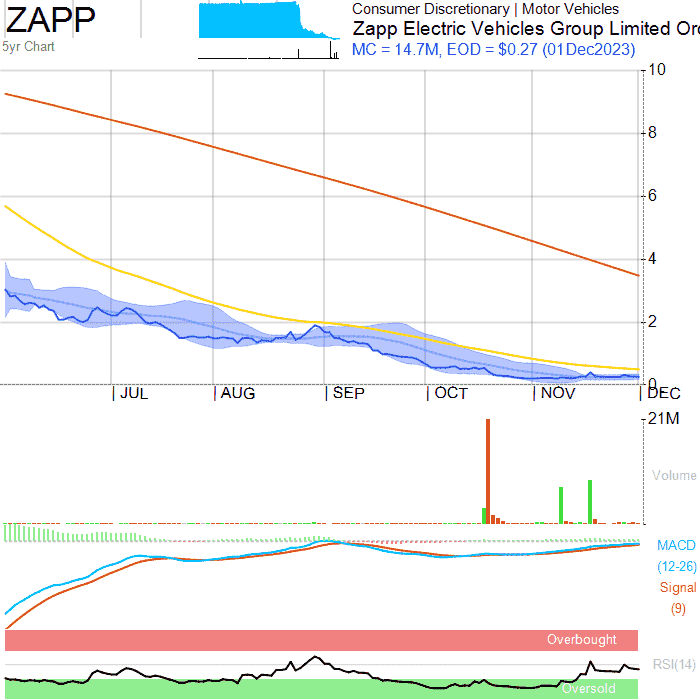 ZAPP
5yr Chart
Consumer Discretionary | Motor Vehicles
Zapp Electric Vehicles Group Limited Or
MC = 14.7M, EOD = $0.27 (01Dec2023)
10
8
6
4
2
0
JUL
AUG
SEP
OCT
NOV
DEC
21M
Volume
MACD
(12-26)
Signal
(9)
Overbought
RSI(14)
Oversold